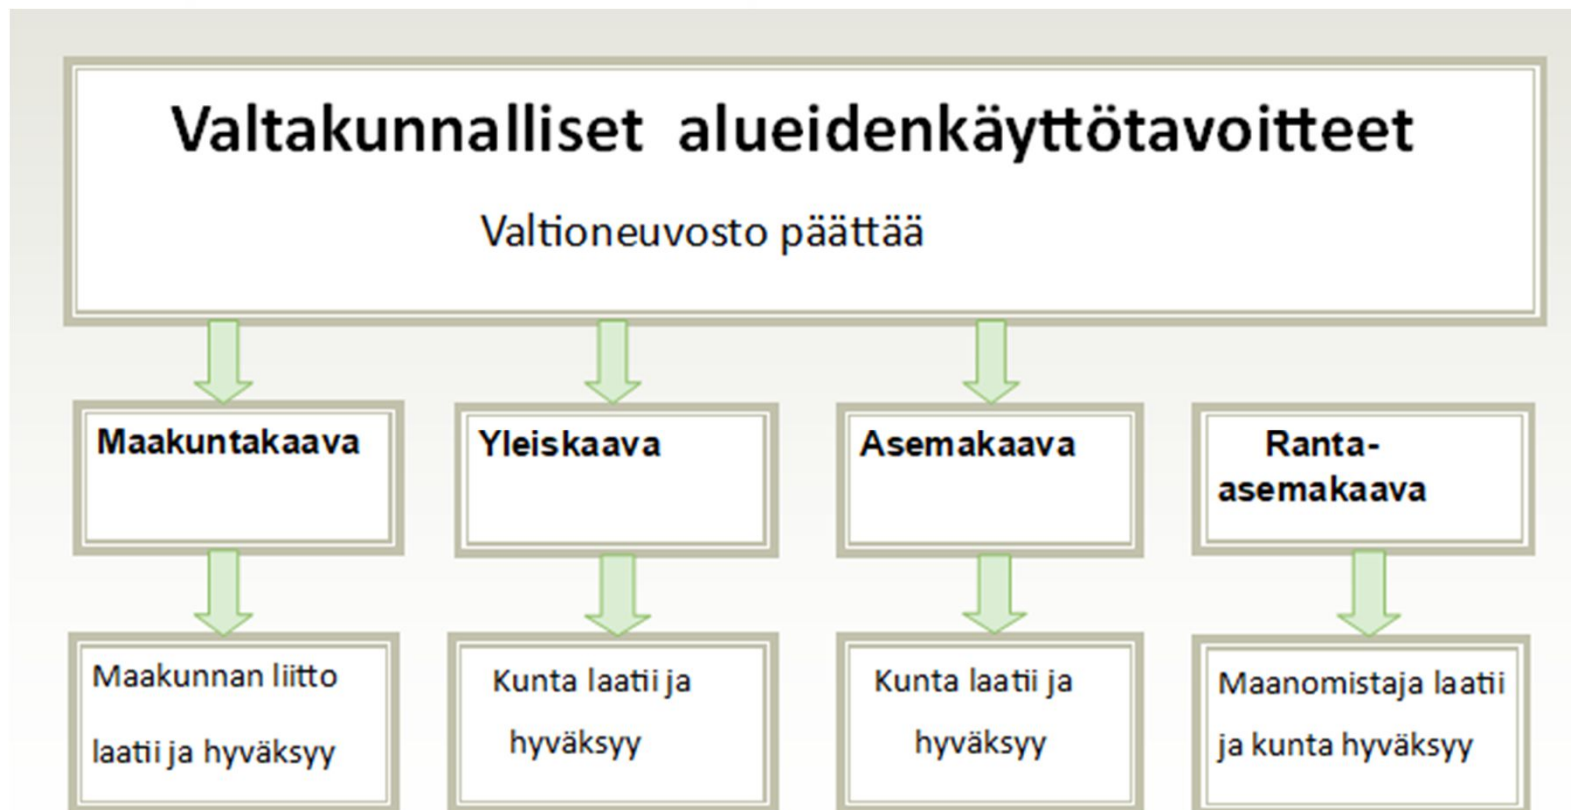 Valtakunnalliset alueidenkäyttötavoitteet
Valtioneuvosto päättää
Maakuntakaava
Yleiskaava
Asemakaava
Ranta-
asemakaava
Maakunnan liitto
laatii ja hyväksyy
Kunta laatii ja
hyväksyy
Kunta laatii ja
hyväksyy
Maanomistaja laatii
ja kunta hyväksyy